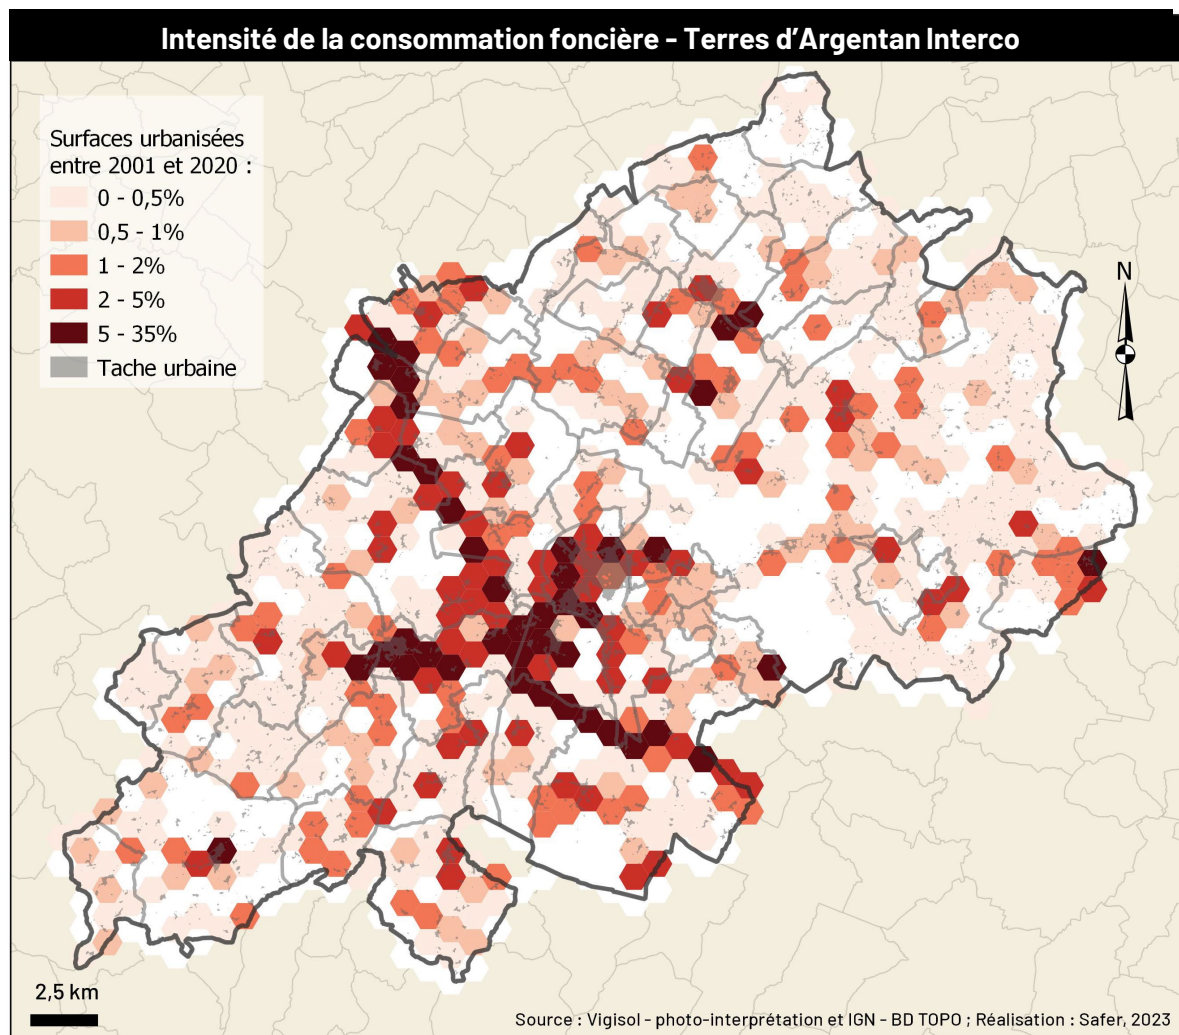 Intensité de la consommation foncière - Terres d'Argentan Interco
Surfaces urbanisées
entre 2001 et 2020 :
0 - 0,5%
0,5 - 1%
1 - 2%
2 - 5%
5 - 35%
Tache urbaine
N
2,5 km
Source : Vigisol - photo-interprétation et IGN - BD TOPO ; Réalisation : Safer, 2023